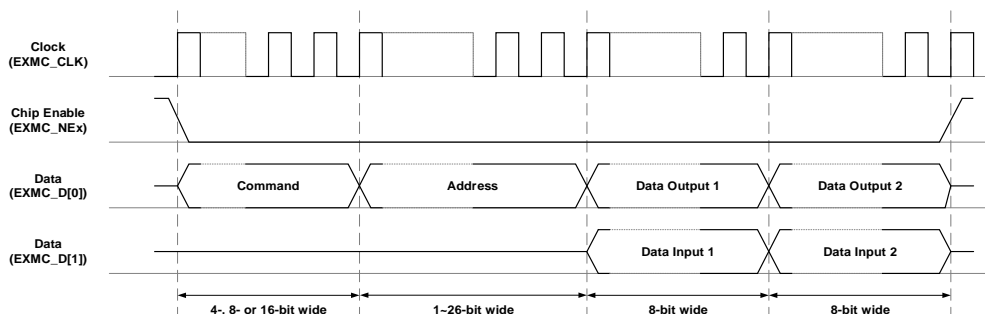 Clock
(EXMC_CLK)
Chip Enable
(EXMC_NEx)
Data
(EXMC_D[0])
Command
Address
Data Output 1
Data Output 2
Data
(EXMC_D[1])
Data Input 1
Data Input 2
4-, 8- or 16-bit wide
1~26-bit wide
8-bit wide
8-bit wide